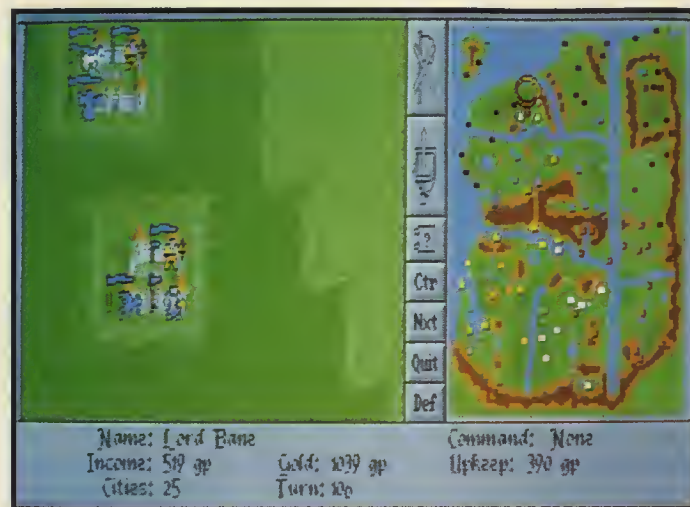 Ctr
Nxt
Quit
Def
Name: Lord Bane Command: None
Income: 519 gp Gold: 1039 gp Upkeep: 390 gp
Cities: 25 Turn: